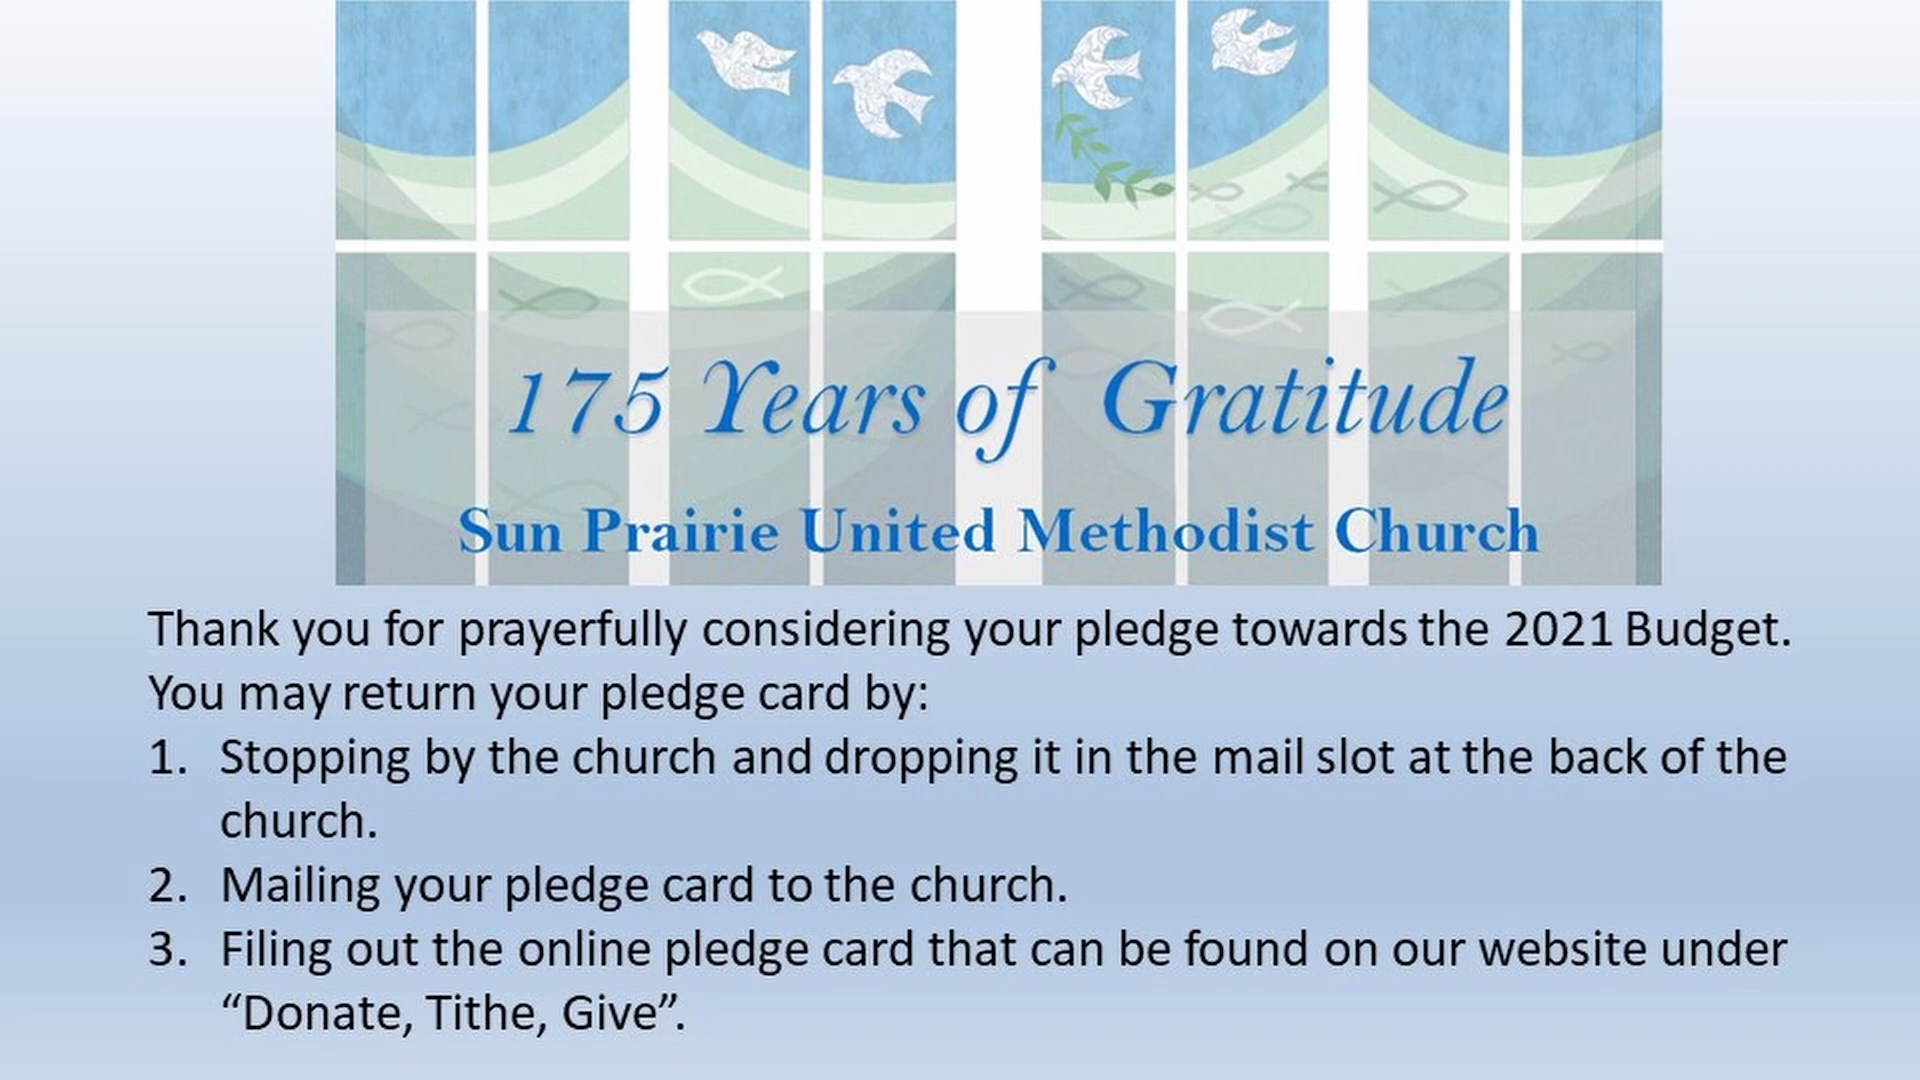 175 Years of Gratitude
Sun Prairie United Methodist Church
Thank you for prayerfully considering your pledge towards the 2021 Budget.
You may return your pledge card by:
1. Stopping by the church and dropping it in the mail slot at the back of the
church.
2. Mailing your pledge card to the church.
3. Filing out the online pledge card that can be found on our website under
“Donate, Tithe, Give”.